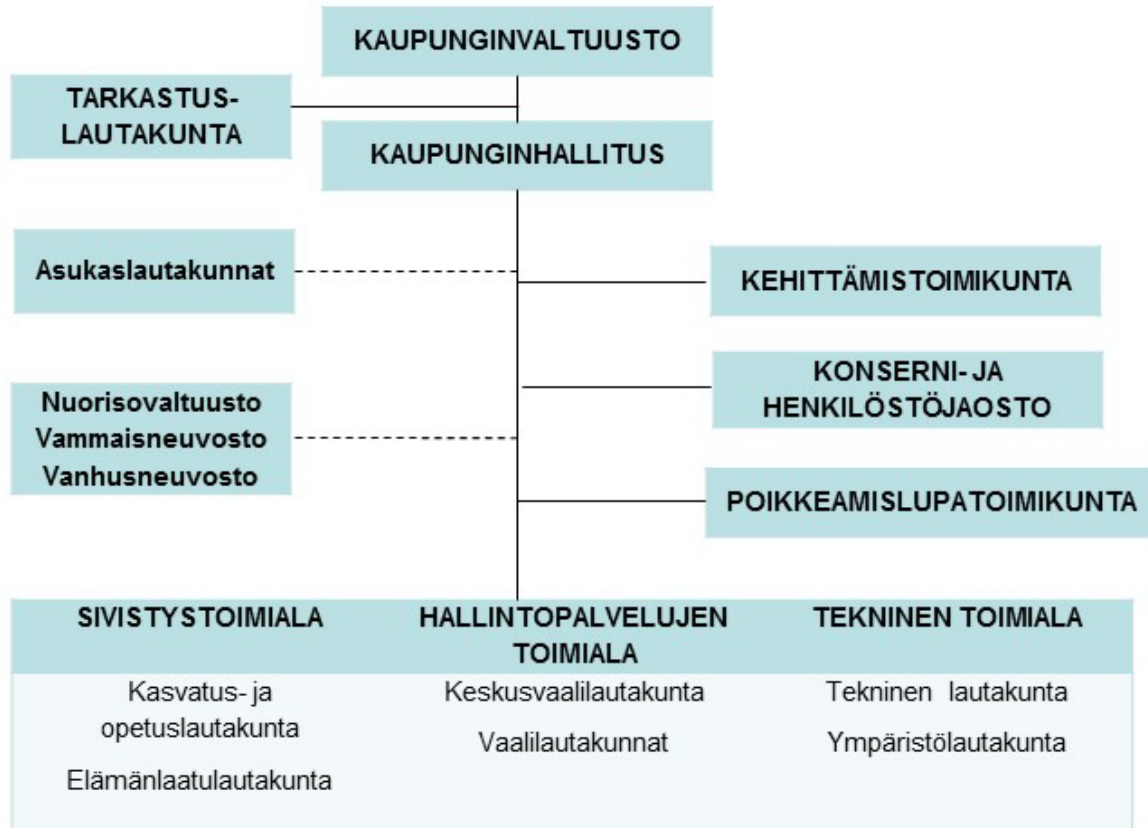 KAUPUNGINVALTUUSTO
TARKASTUS-
LAUTAKUNTA
KAUPUNGINHALLITUS
Asukaslautakunnat
KEHITTÄMISTOIMIKUNTA
KONSERNI- JA
HENKILÖSTÖJAOSTO
Nuorisovaltuusto
Vammaisneuvosto
Vanhusneuvosto
POIKKEAMISLUPATOIMIKUNTA
SIVISTYSTOIMIALA
Kasvatus- ja
opetuslautakunta
Elämänlaatulautakunta
HALLINTOPALVELUJEN
TOIMIALA
Keskusvaalilautakunta
Vaalilautakunnat
TEKNINEN TOIMIALA
Tekninen lautakunta
Ympäristölautakunta